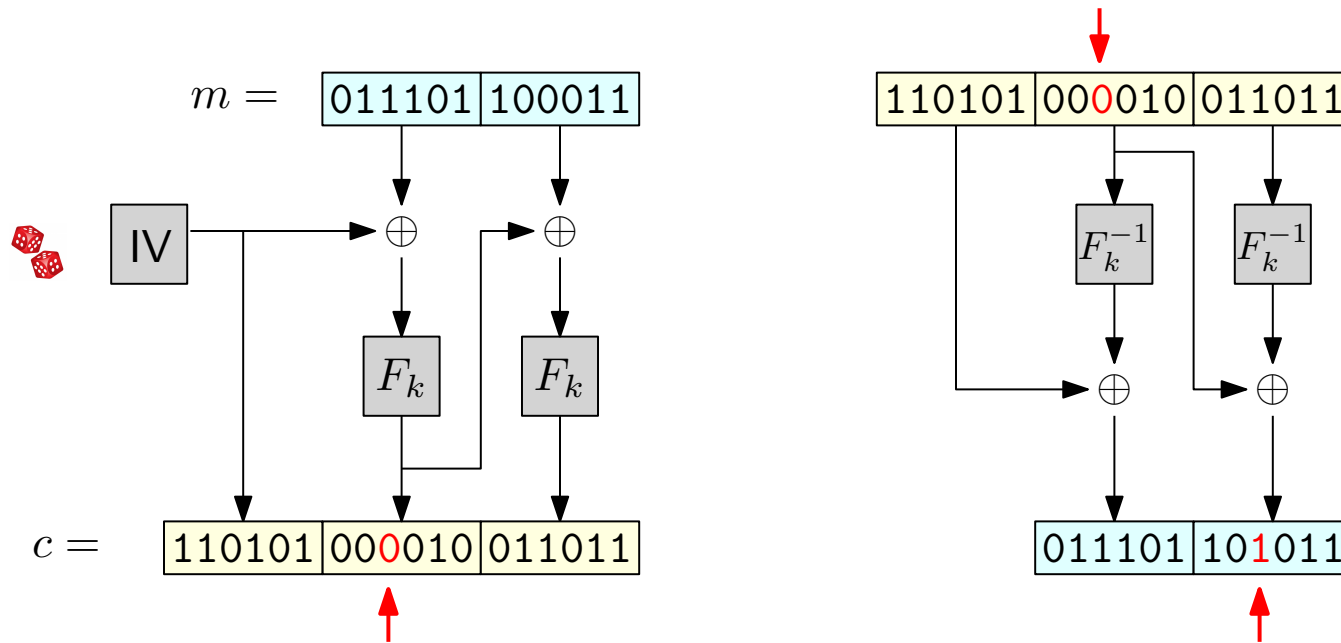 m = 011101 100011
IV
F_k F_k
c = 110101 000010 011011
110101 000010 011011
F_k^{-1} F_k^{-1}
011101 101011